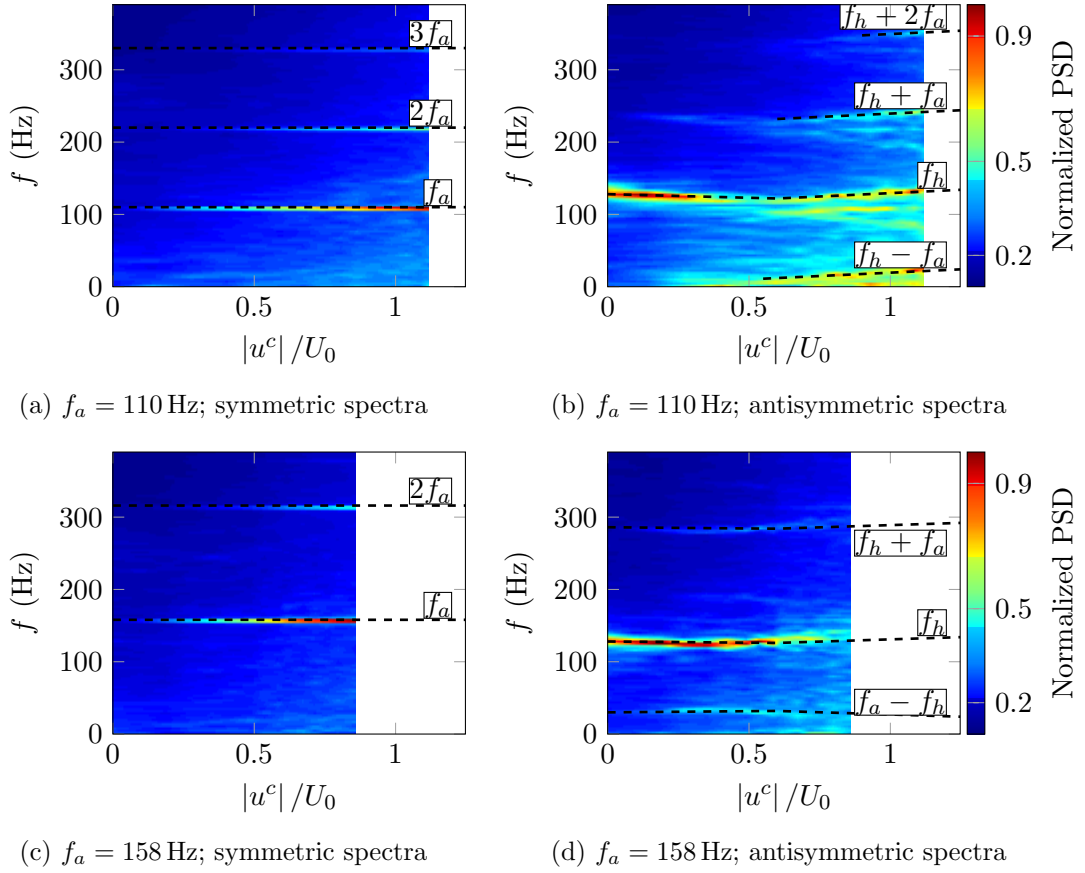 3f_a
2f_a
f_a
300
200
100
0
f (Hz)
0
0.5
1
|u^c| /U_0
(a) f_a = 110 Hz; symmetric spectra
f_h + 2f_a
f_h + f_a
f_h
f_h − f_a
300
200
100
0
f (Hz)
0
0.5
1
|u^c| /U_0
0.9
0.5
0.2
Normalized PSD
(b) f_a = 110 Hz; antisymmetric spectra
2f_a
f_a
300
200
100
0
f (Hz)
0
0.5
1
|u^c| /U_0
(c) f_a = 158 Hz; symmetric spectra
f_h + f_a
f_h
f_a − f_h
300
200
100
0
f (Hz)
0
0.5
1
|u^c| /U_0
0.9
0.5
0.2
Normalized PSD
(d) f_a = 158 Hz; antisymmetric spectra